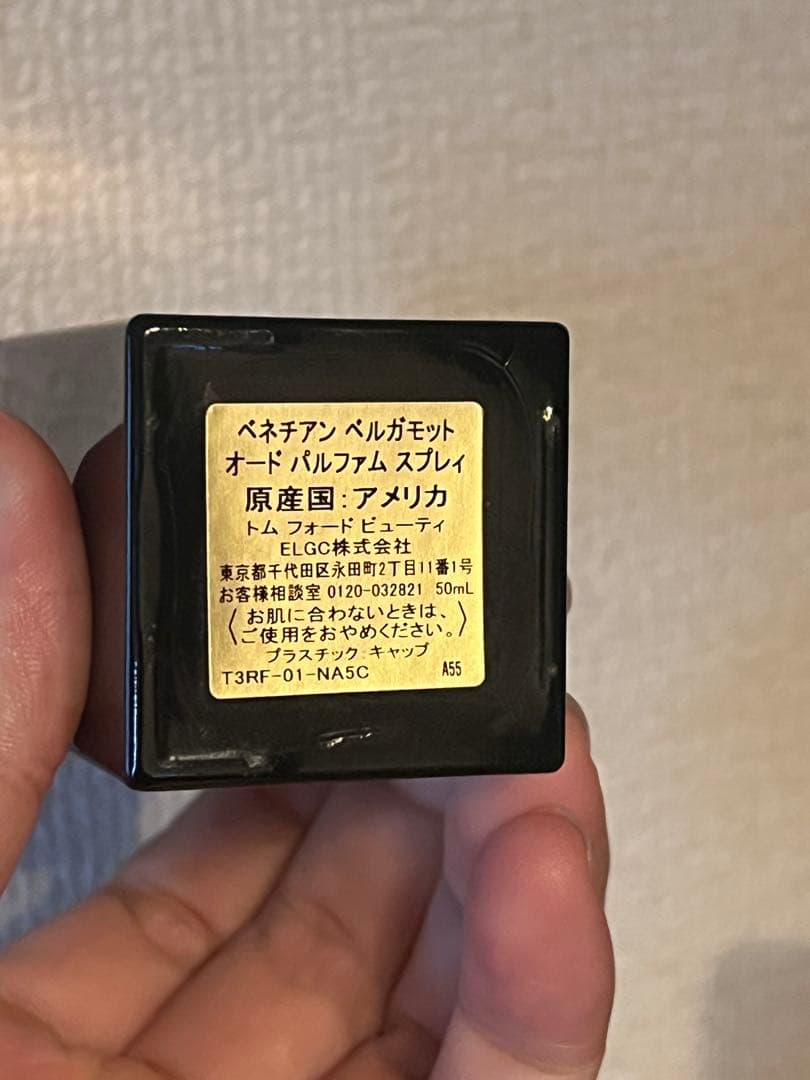 ベネチアン ベルガモット
オード パルファム スプレィ
原産国：アメリカ
トム フォード ビューティ
ELGC株式会社
東京都千代田区永田町2丁目11番1号
お客様相談室 0120-032821 50mL
〈お肌に合わないときは、
ご使用をおやめください。〉
プラスチック：キャップ
T3RF-01-NA5C A55